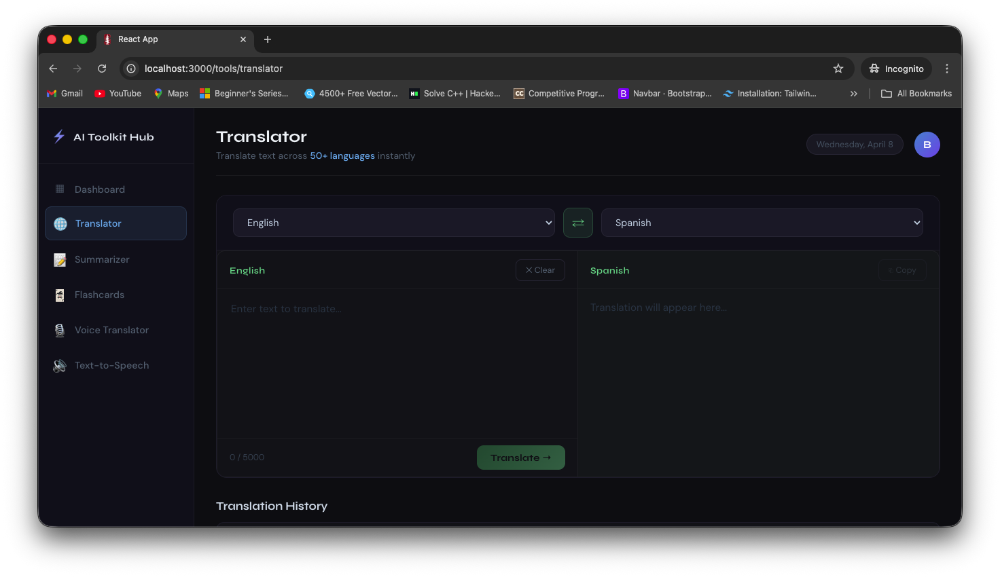 React App
localhost:3000/tools/translator
Incognito
Gmail
YouTube
Maps
Beginner's Series...
4500+ Free Vector...
Solve C++ | Hacke...
Competitive Progr...
Navbar · Bootstrap...
Installation: Tailwin...
All Bookmarks
AI Toolkit Hub
Dashboard
Translator
Summarizer
Flashcards
Voice Translator
Text-to-Speech
Translator
Translate text across 50+ languages instantly
Wednesday, April 8
B
English
Spanish
English
Clear
Enter text to translate...
0 / 5000
Translate →
Spanish
Copy
Translation will appear here...
Translation History